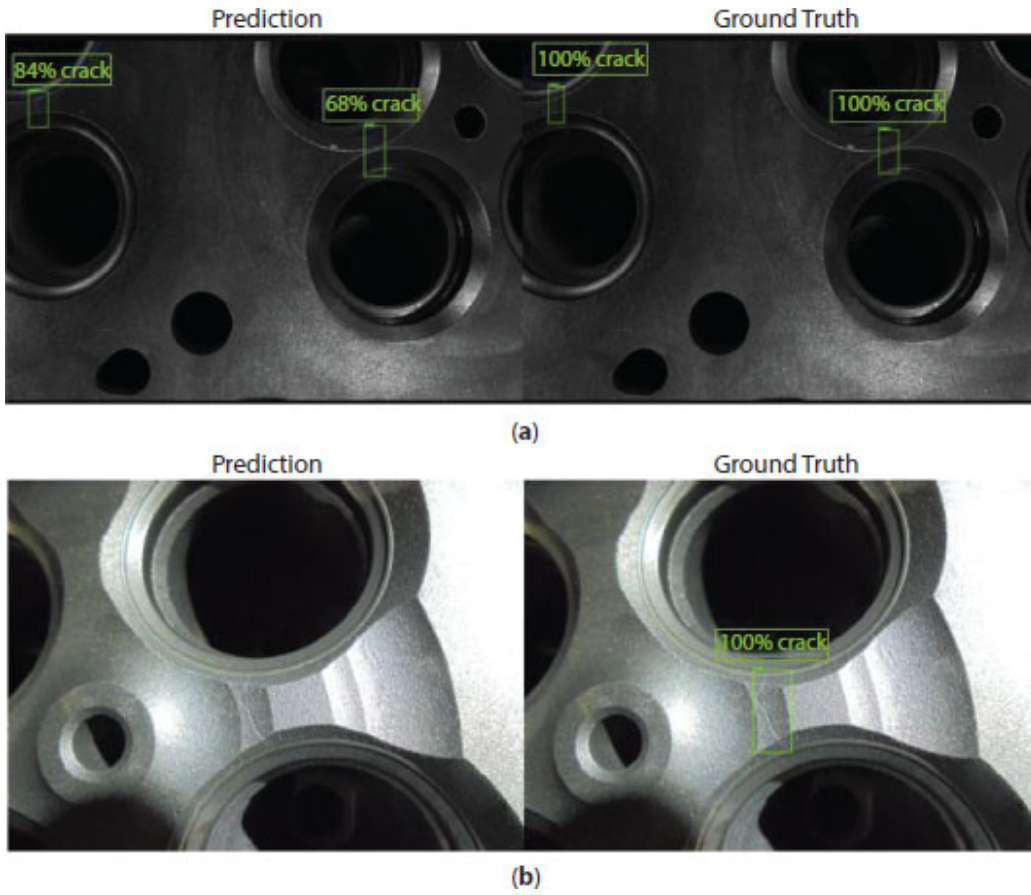 Prediction
Ground Truth
84% crack
68% crack
100% crack
100% crack
(a)
Prediction
Ground Truth
100% crack
(b)